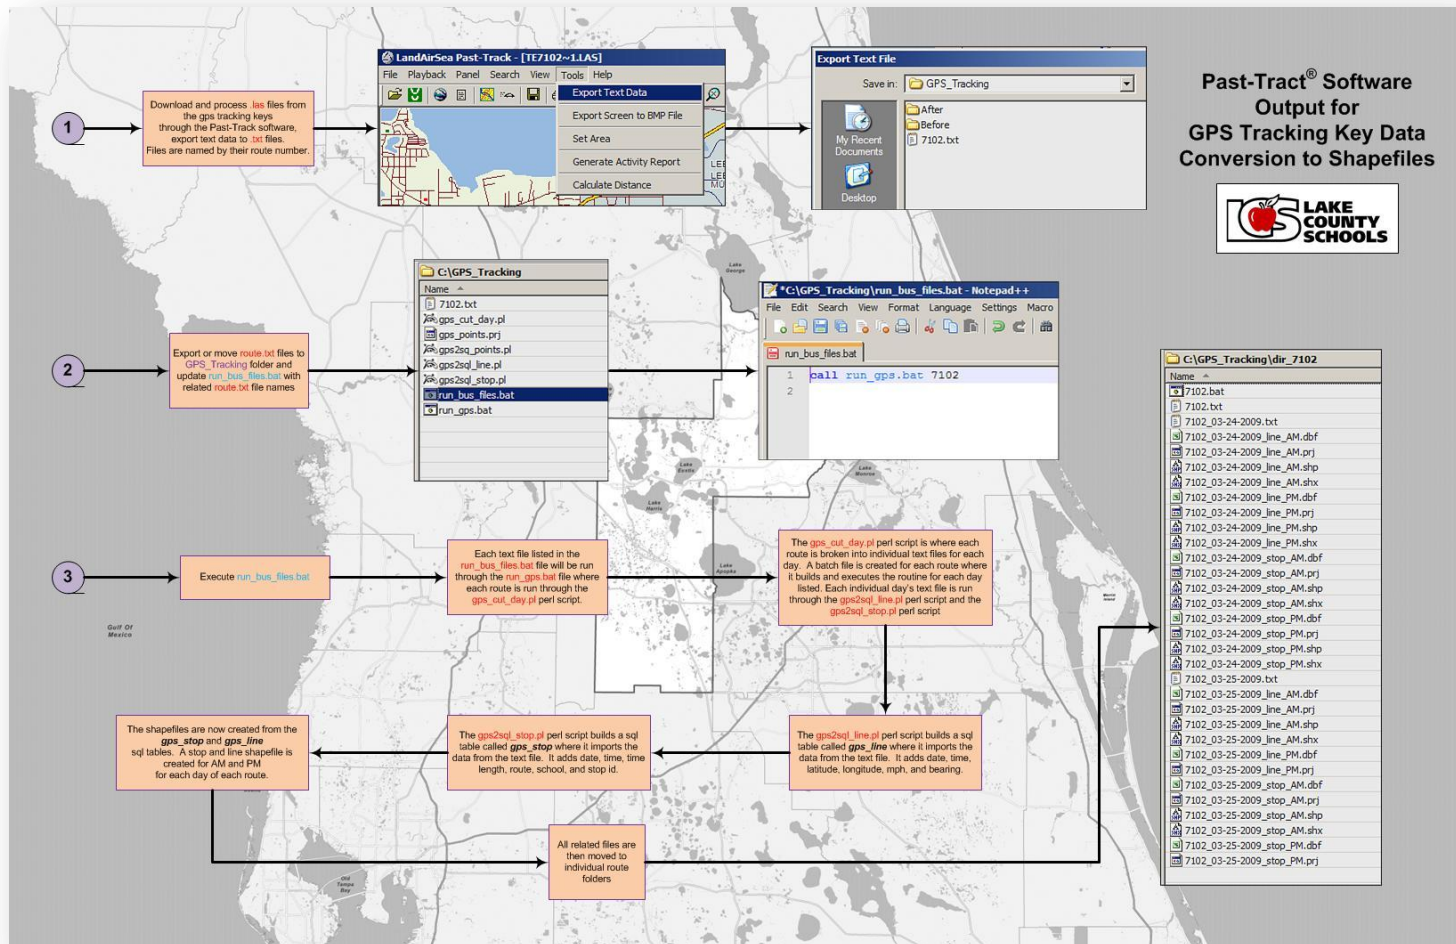 Past-Tract® Software
Output for
GPS Tracking Key Data
Conversion to Shapefiles
LCS LAKE
COUNTY
SCHOOLS
1
Download and process .las files from
the gps tracking keys
through the Past-Track software,
export text data to .txt files.
Files are named by their route number.
LandAirSea Past-Track - [TE7102~1.LAS]
File Playback Panel Search View Tools Help
Export Text Data
Export Screen to BMP File
Set Area
Generate Activity Report
Calculate Distance
LEE
LEE
MU
Export Text File
Save in: GPS_Tracking
My Recent
Documents
Desktop
After
Before
7102.txt
2
Export or move route.txt files to
GPS_Tracking folder and
update run_bus_files.bat with
related route.txt file names
C:\GPS_Tracking
Name
7102.txt
gps_cut_day.pl
gps_points.prj
gps2sq_points.pl
gps2sql_line.pl
gps2sql_stop.pl
run_bus_files.bat
run_gps.bat
*C:\GPS_Tracking\run_bus_files.bat - Notepad++
File Edit Search View Format Language Settings Macro
run_bus_files.bat
1 call run_gps.bat 7102
2
3
Execute run_bus_files.bat
Each text file listed in the
run_bus_files.bat file will be run
through the run_gps.bat file where
each route is run through the
gps_cut_day.pl perl script.
The gps_cut_day.pl perl script is where each
route is broken into individual text files for each
day. A batch file is created for each route where
it builds and executes the routine for each day
listed. Each individual day's text file is run
through the gps2sql_line.pl perl script and the
gps2sql_stop.pl perl script
The gps2sql_line.pl perl script builds a sql
table called gps_line where it imports the
data from the text file. It adds date, time,
latitude, longitude, mph, and bearing.
The gps2sql_stop.pl perl script builds a sql
table called gps_stop where it imports the
data from the text file. It adds date, time, time
length, route, school, and stop id.
The shapefiles are now created from the
gps_stop and gps_line
sql tables. A stop and line shapefile is
created for AM and PM
for each day of each route.
All related files are
then moved to
individual route
folders
C:\GPS_Tracking\dir_7102
Name
7102.bat
7102.txt
7102_03-24-2009.txt
7102_03-24-2009_line_AM.dbf
7102_03-24-2009_line_AM.prj
7102_03-24-2009_line_AM.shp
7102_03-24-2009_line_AM.shx
7102_03-24-2009_line_PM.dbf
7102_03-24-2009_line_PM.prj
7102_03-24-2009_line_PM.shp
7102_03-24-2009_line_PM.shx
7102_03-24-2009_stop_AM.dbf
7102_03-24-2009_stop_AM.prj
7102_03-24-2009_stop_AM.shp
7102_03-24-2009_stop_AM.shx
7102_03-24-2009_stop_PM.dbf
7102_03-24-2009_stop_PM.prj
7102_03-24-2009_stop_PM.shp
7102_03-24-2009_stop_PM.shx
7102_03-25-2009.txt
7102_03-25-2009_line_AM.dbf
7102_03-25-2009_line_AM.prj
7102_03-25-2009_line_AM.shp
7102_03-25-2009_line_AM.shx
7102_03-25-2009_line_PM.dbf
7102_03-25-2009_line_PM.prj
7102_03-25-2009_stop_AM.dbf
7102_03-25-2009_stop_AM.prj
7102_03-25-2009_stop_AM.shp
7102_03-25-2009_stop_AM.shx
7102_03-25-2009_stop_PM.dbf
7102_03-25-2009_stop_PM.prj
Lake
George
Lake
Eustis
Lake
Harris
Lake
Monroe
Lake
Apopka
Merritt
Island
Gulf Of
Mexico
Old
Tampa
Bay